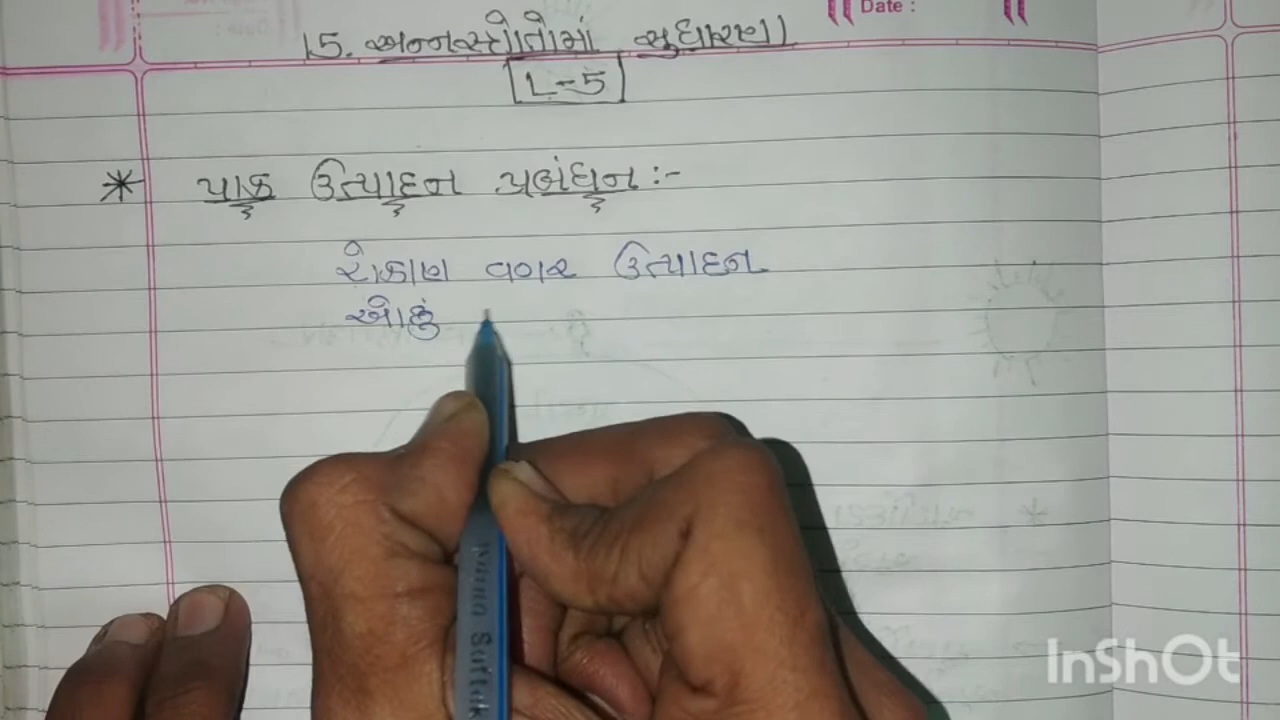 Date :
15. અન્નસ્ત્રોતોમાં સુધારણા
L-5
* પાક ઉત્પાદન પ્રબંધન :-
રોકાણ વગર ઉત્પાદન
ઓછું
InShOt